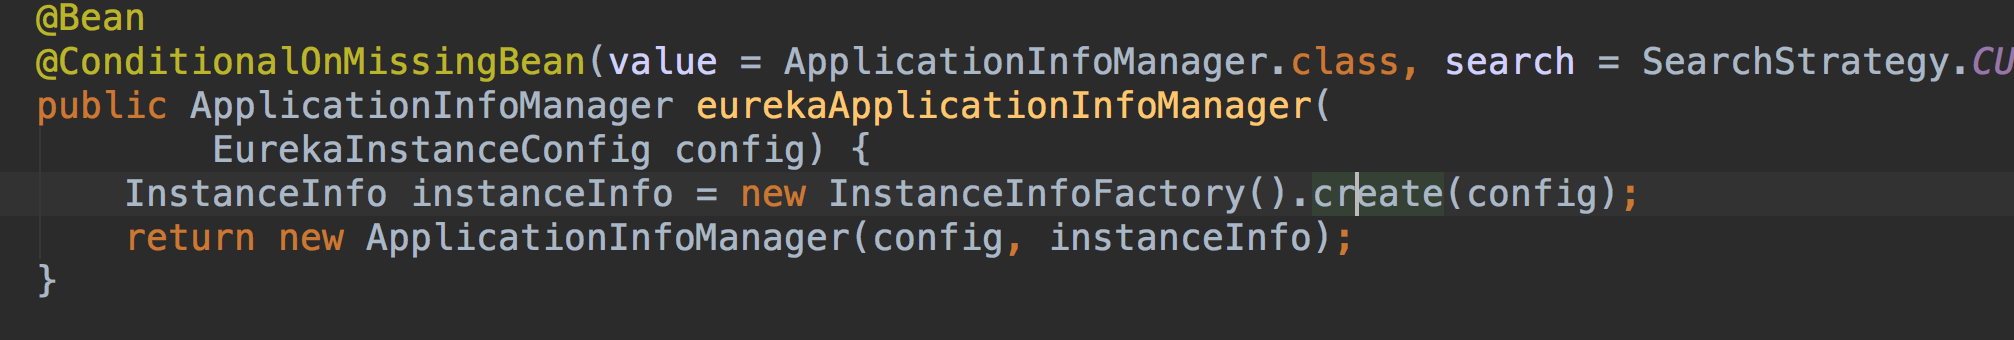 @Bean
@ConditionalOnMissingBean(value = ApplicationInfoManager.class, search = SearchStrategy.CU
public ApplicationInfoManager eurekaApplicationInfoManager(
EurekaInstanceConfig config) {
InstanceInfo instanceInfo = new InstanceInfoFactory().create(config);
return new ApplicationInfoManager(config, instanceInfo);
}